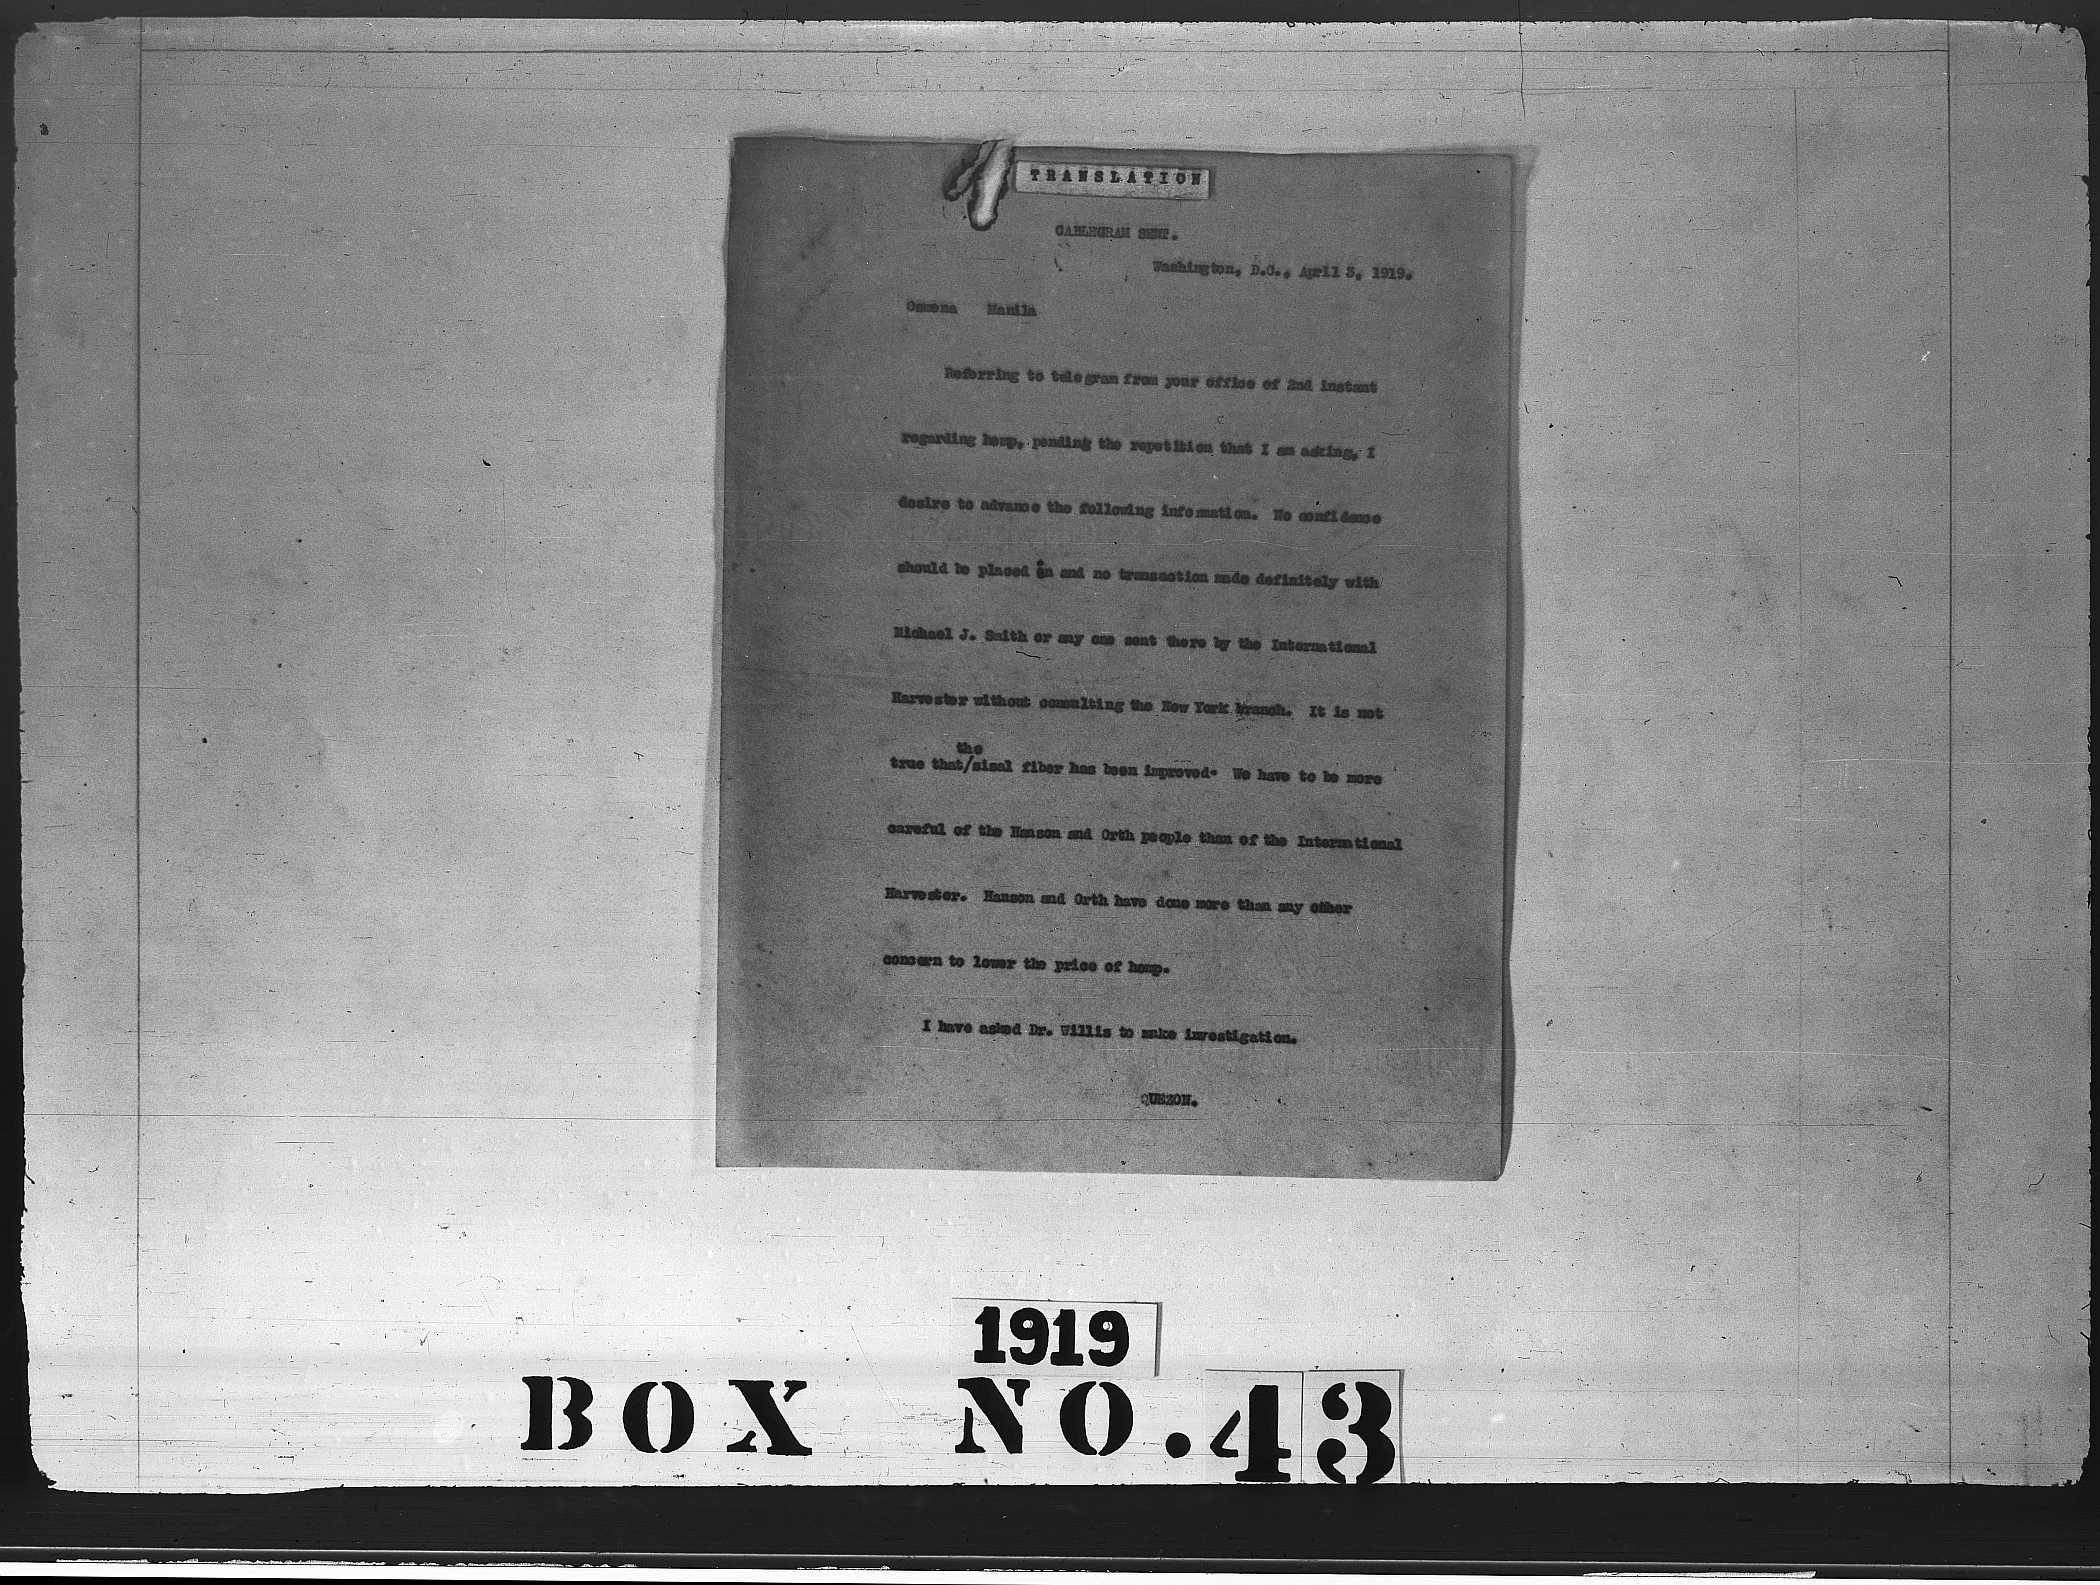 TRANSLATION
CABLEGRAM SENT.
Washington, D.C., April 3, 1919.
Osmena Manila
Referring to telegram from your office of 2nd instant
regarding hemp, pending the repetition that I am asking, I
desire to advance the following information. No confidence
should be placed in and no transaction made definitely with
Michael J. Smith or any one sent there by the International
Harvester without consulting the New York branch. It is not
the
true that/sisal fiber has been improved. We have to be more
careful of the Hanson and Orth people than of the International
Harvester. Hanson and Orth have done more than any other
concern to lower the price of hemp.
I have asked Dr. Willis to make investigation.
QUEZON.
1919
BOX NO. 43